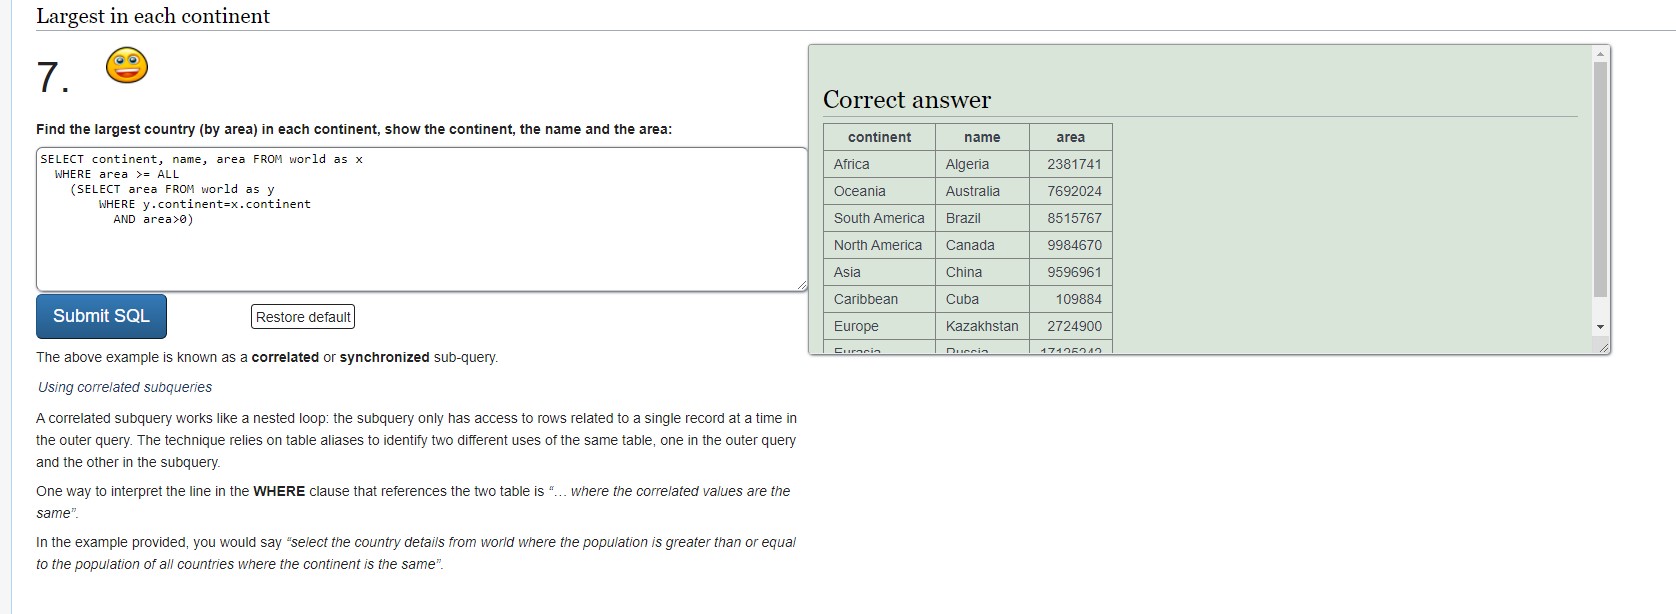 Largest in each continent
7.
Find the largest country (by area) in each continent, show the continent, the name and the area:
SELECT continent, name, area FROM world as x
WHERE area >= ALL
(SELECT area FROM world as y
WHERE y.continent=x.continent
AND area>0)
Submit SQL
Restore default
The above example is known as a correlated or synchronized sub-query.
Using correlated subqueries
A correlated subquery works like a nested loop: the subquery only has access to rows related to a single record at a time in
the outer query. The technique relies on table aliases to identify two different uses of the same table, one in the outer query
and the other in the subquery.
One way to interpret the line in the WHERE clause that references the two table is “… where the correlated values are the
same”.
In the example provided, you would say “select the country details from world where the population is greater than or equal
to the population of all countries where the continent is the same”.
Correct answer
continent name area
Africa Algeria 2381741
Oceania Australia 7692024
South America Brazil 8515767
North America Canada 9984670
Asia China 9596961
Caribbean Cuba 109884
Europe Kazakhstan 2724900
Eurasia Russia 17125242